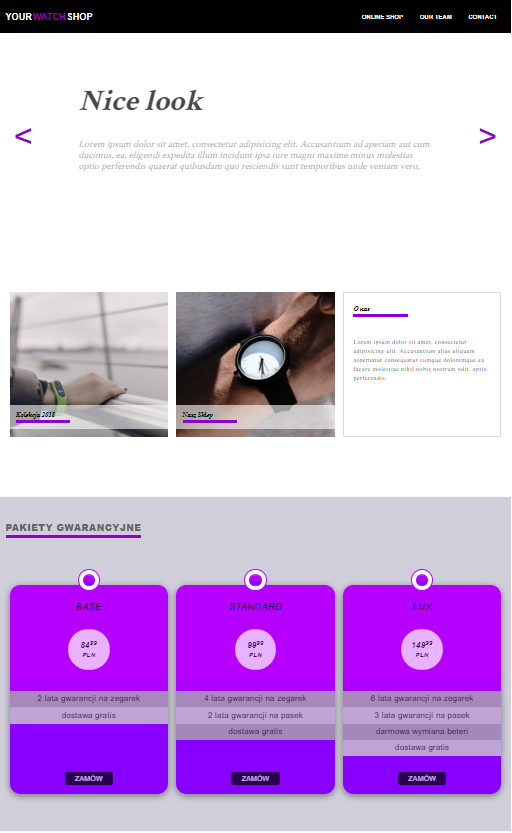 YOURWATCHSHOP
ONLINE SHOP OUR TEAM CONTACT
Nice look
<
>
Lorem ipsum dolor sit amet, consectetur adipisicing elit. Accusantium ad aperiam aut cum
ducimus, ea, eligendi expedita illum incidunt ipsa iure magni maxime minus molestias
optio perferendis quaerat quibusdam quo reiciendis sunt temporibus unde veniam vero.
Kolekcja 2018
Nasz Sklep
O nas
Lorem ipsum dolor sit amet, consectetur
adipisicing elit. Accusantium alias aliquam
aspernatur consequatur cumque doloremque ea
facere molestiae nihil nobis nostrum odit, optio
perferendis.
PAKIETY GWARANCYJNE
BASE
84⁹⁹
PLN
2 lata gwarancji na zegarek
dostawa gratis
ZAMÓW
STANDARD
99⁹⁹
PLN
4 lata gwarancji na zegarek
2 lata gwarancji na pasek
dostawa gratis
ZAMÓW
LUX
149⁹⁹
PLN
6 lata gwarancji na zegarek
3 lata gwarancji na pasek
darmowa wymiana beteri
dostawa gratis
ZAMÓW